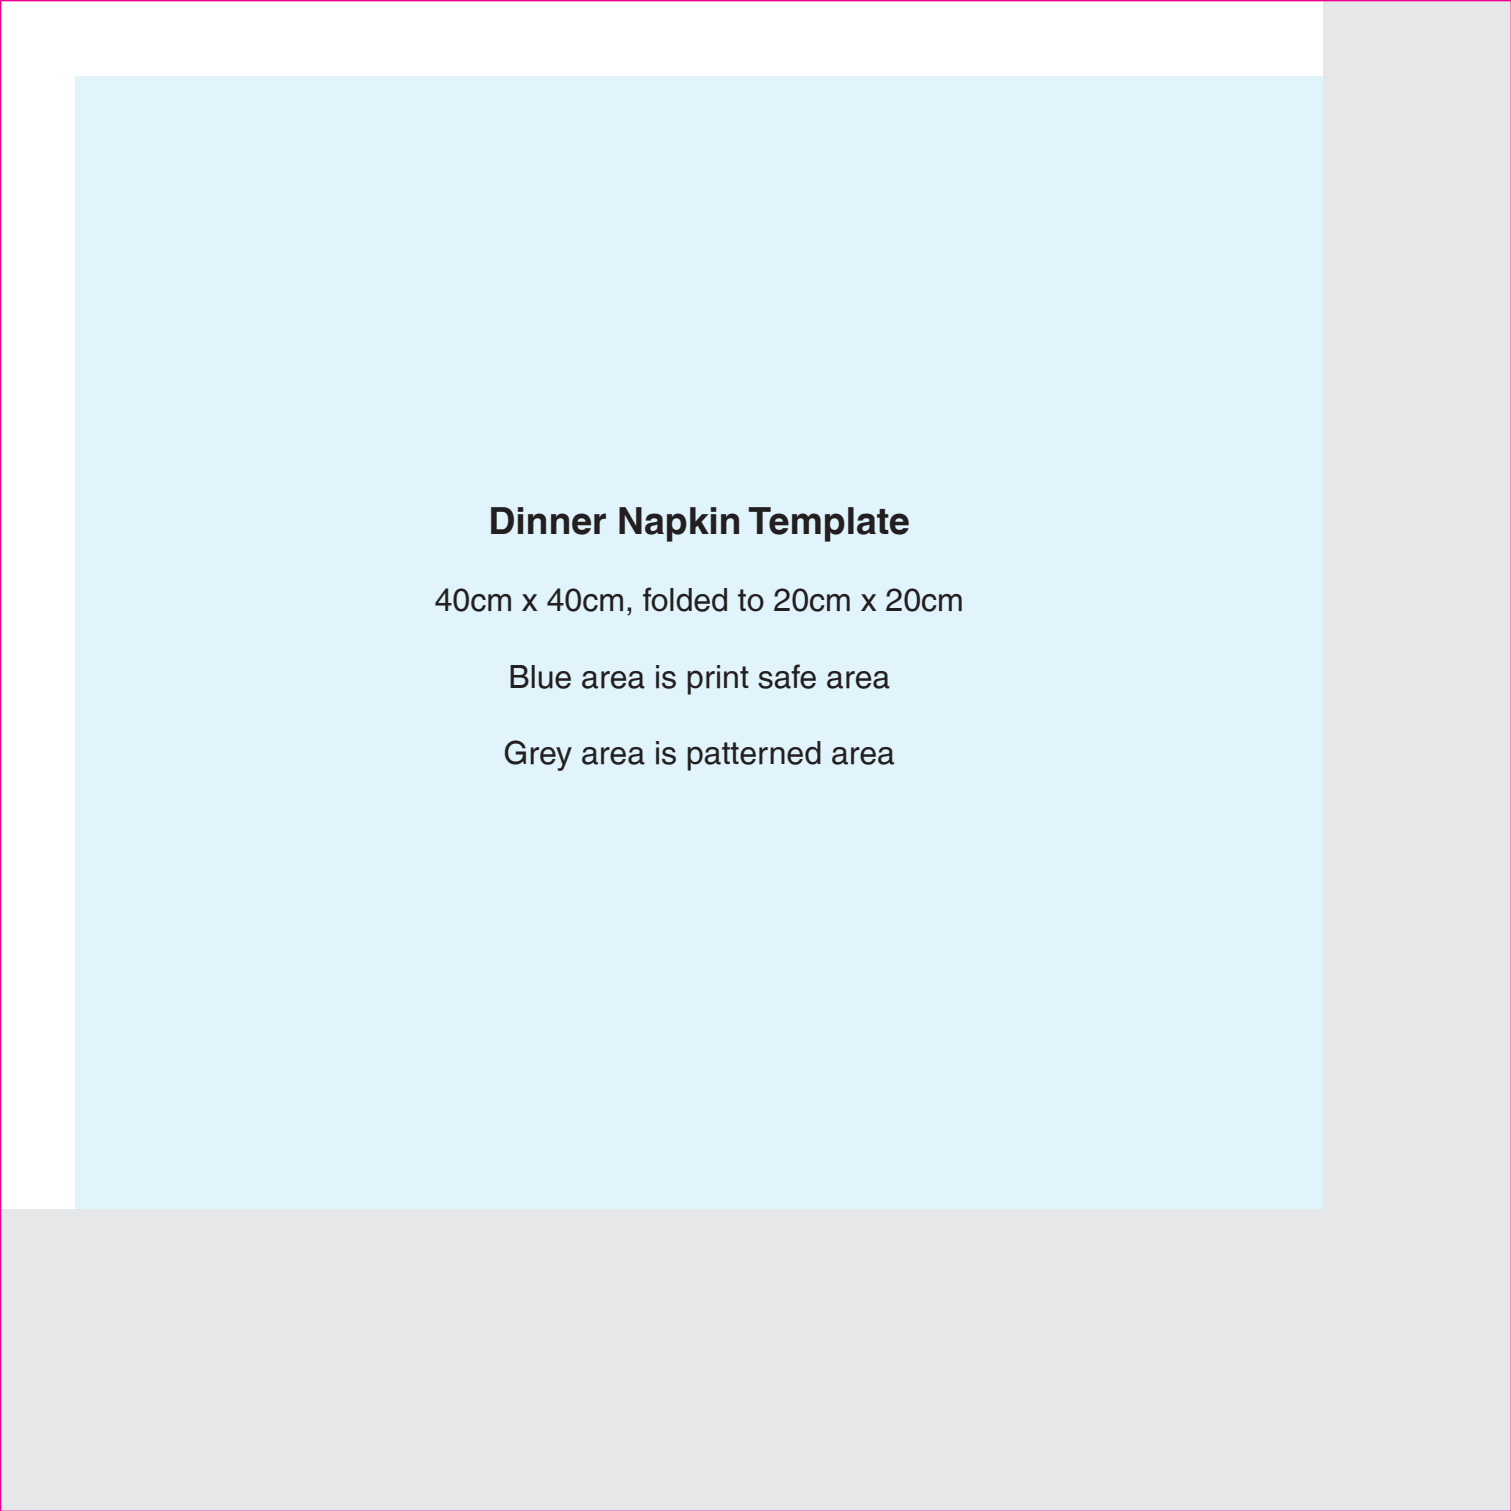 Dinner Napkin Template
40cm x 40cm, folded to 20cm x 20cm
Blue area is print safe area
Grey area is patterned area